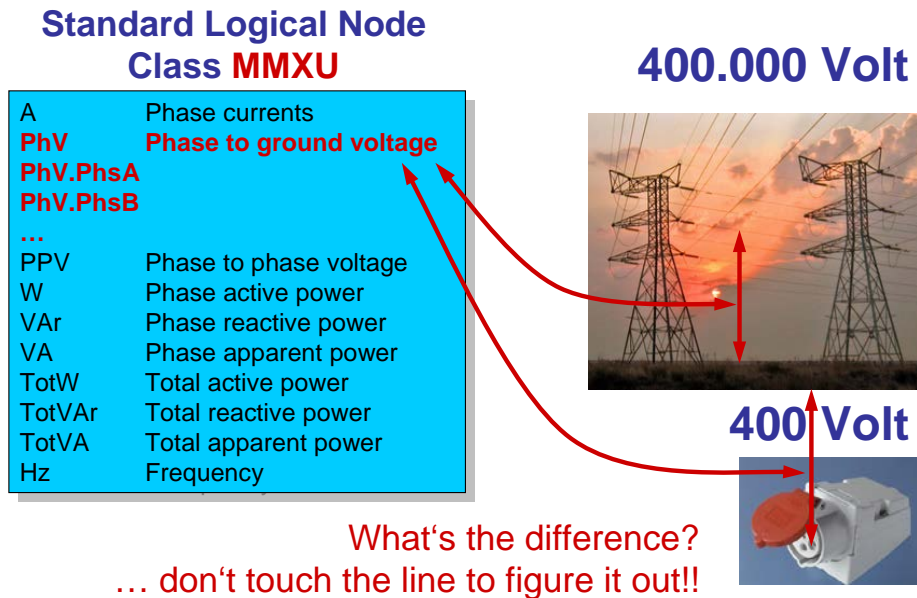 Standard Logical Node
Class MMXU
400.000 Volt
A Phase currents
PhV Phase to ground voltage
PhV.PhsA
PhV.PhsB
…
PPV Phase to phase voltage
W Phase active power
VAr Phase reactive power
VA Phase apparent power
TotW Total active power
TotVAr Total reactive power
TotVA Total apparent power
Hz Frequency
400 Volt
What‘s the difference?
… don‘t touch the line to figure it out!!